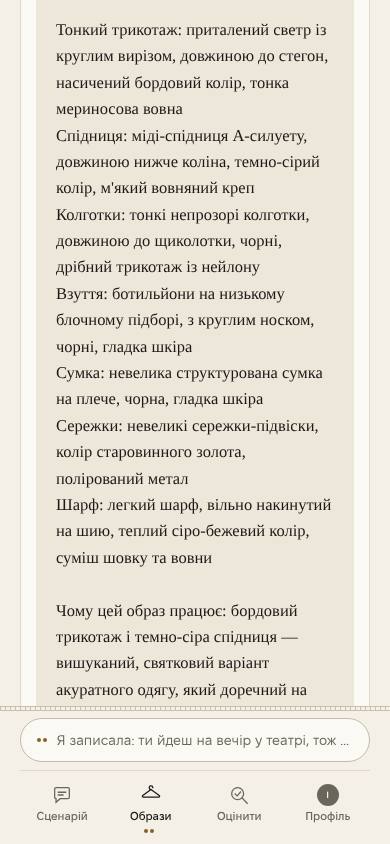 Тонкий трикотаж: приталений светр із
круглим вирізом, довжиною до стегон,
насичений бордовий колір, тонка
мериносова вовна
Спідниця: міді-спідниця А-силуету,
довжиною нижче коліна, темно-сірий
колір, м'який вовняний креп
Колготки: тонкі непрозорі колготки,
довжиною до щиколотки, чорні,
дрібний трикотаж із нейлону
Взуття: ботильйони на низькому
блочному підборі, з круглим носком,
чорні, гладка шкіра
Сумка: невелика структурована сумка
на плече, чорна, гладка шкіра
Сережки: невеликі сережки-підвіски,
колір старовинного золота,
полірований метал
Шарф: легкий шарф, вільно накинутий
на шию, теплий сіро-бежевий колір,
суміш шовку та вовни
Чому цей образ працює: бордовий
трикотаж і темно-сіра спідниця —
вишуканий, святковий варіант
акуратного одягу, який доречний на
Я записала: ти йдеш на вечір у театрі, тож ...
Сценарій
Образи
Оцінити
І
Профіль